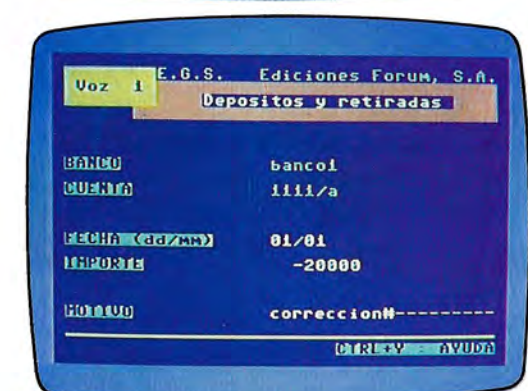 E.G.S. Ediciones Forum, S.A.
Voz 1
Depositos y retiradas
BANCO banco1
CUENTA 1111/a
FECHA (dd/mm) 01/01
IMPORTE -20000
MOTIVO correccion#---------
CTRL+Y : AYUDA